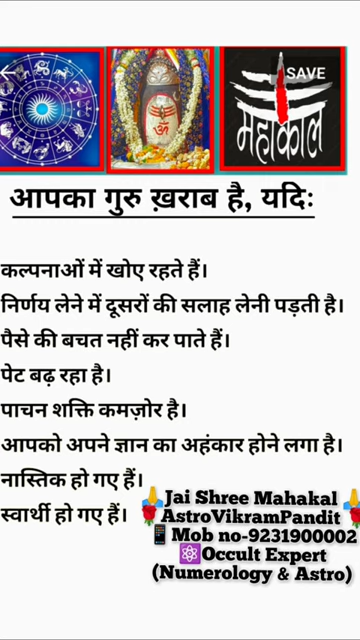 SAVE
ॐ
महाकाल
आपका गुरु ख़राब है, यदिः
कल्पनाओं में खोए रहते हैं।
निर्णय लेने में दूसरों की सलाह लेनी पड़ती है।
पैसे की बचत नहीं कर पाते हैं।
पेट बढ़ रहा है।
पाचन शक्ति कमज़ोर है।
आपको अपने ज्ञान का अहंकार होने लगा है।
नास्तिक हो गए हैं।
स्वार्थी हो गए हैं।
🙏Jai Shree Mahakal 🙏
🌹AstroVikramPandit 🌹
📱Mob no-9231900002
⚛️Occult Expert
(Numerology & Astro)